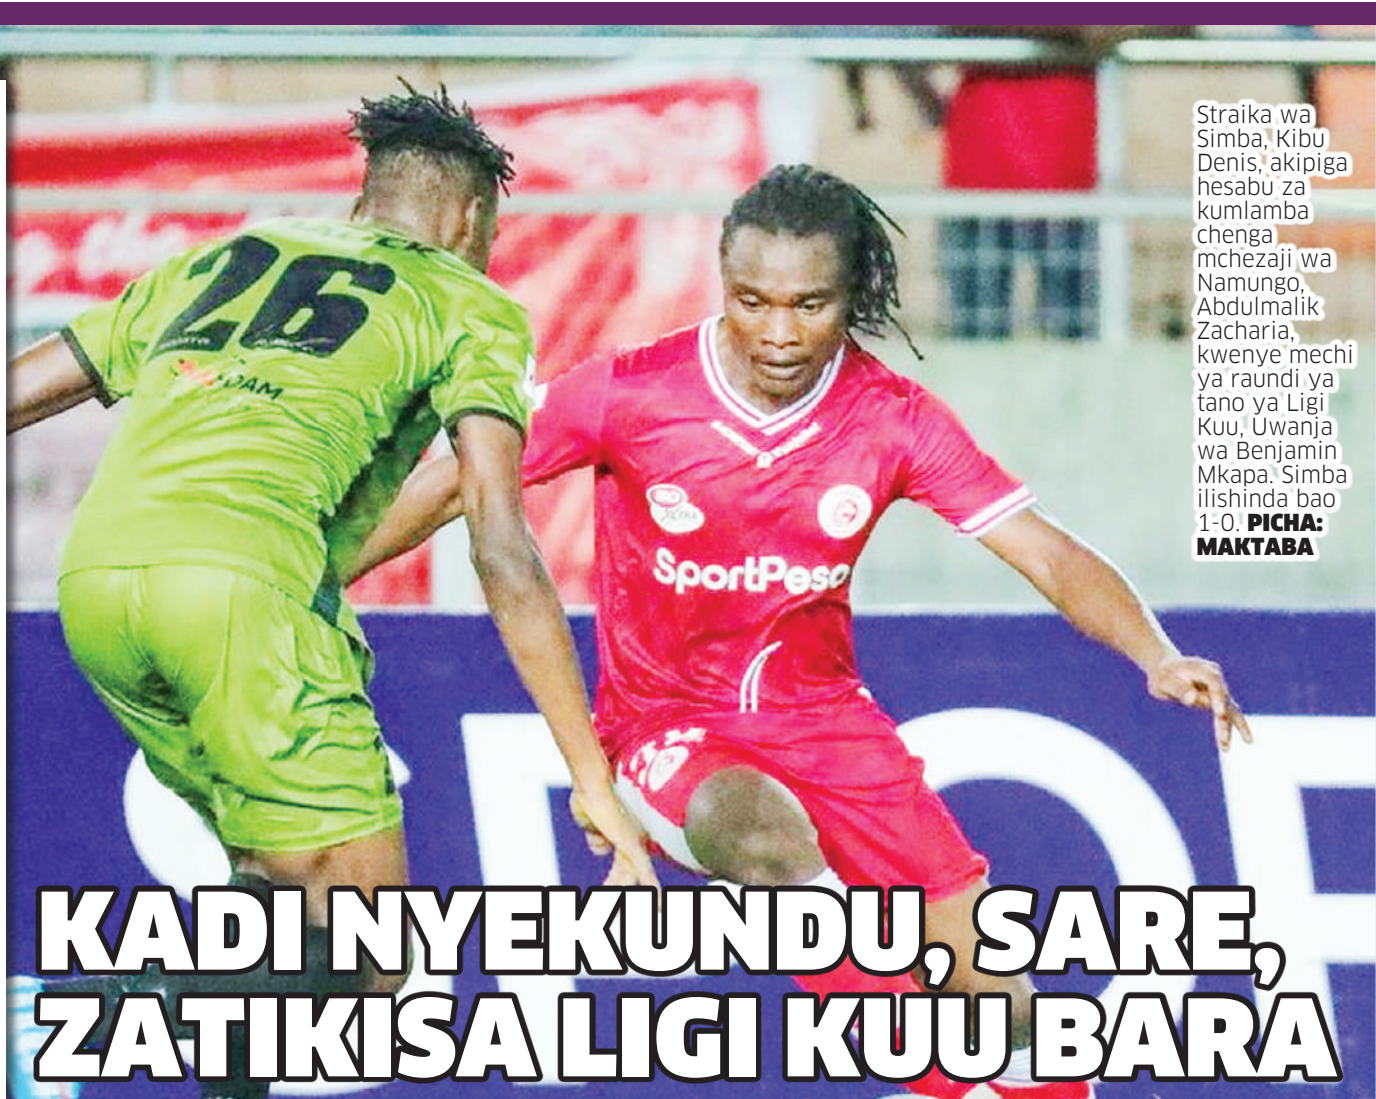 Straika wa
Simba, Kibu
Denis, akipiga
hesabu za
kumlamba
chenga
mchezaji wa
Namungo,
Abdulmalik
Zacharia,
kwenye mechi
ya raundi ya
tano ya Ligi
Kuu, Uwanja
wa Benjamin
Mkapa. Simba
ilishinda bao
1-0. PICHA:
MAKTABA
26
SportPesa
KADI NYEKUNDU, SARE,
ZATIKISA LIGI KUU BARA